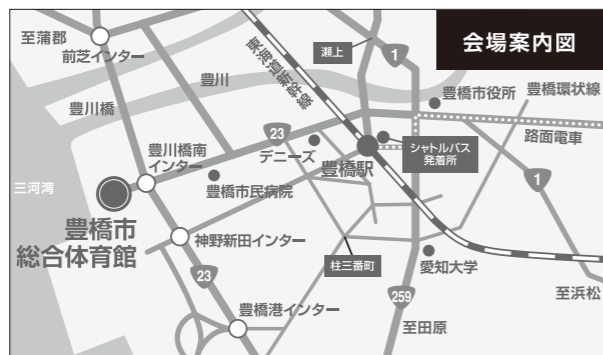 会場案内図
至蒲郡
前芝インター
豊川
瀬上
1
東海道新幹線
豊橋市役所
豊橋環状線
豊川橋
23
路面電車
デニーズ
豊橋駅
シャトルバス
発着所
豊川橋南
インター
豊橋市民病院
三河湾
1
豊橋市
総合体育館
神野新田インター
柱三番町
愛知大学
23
259
至浜松
豊橋港インター
至田原